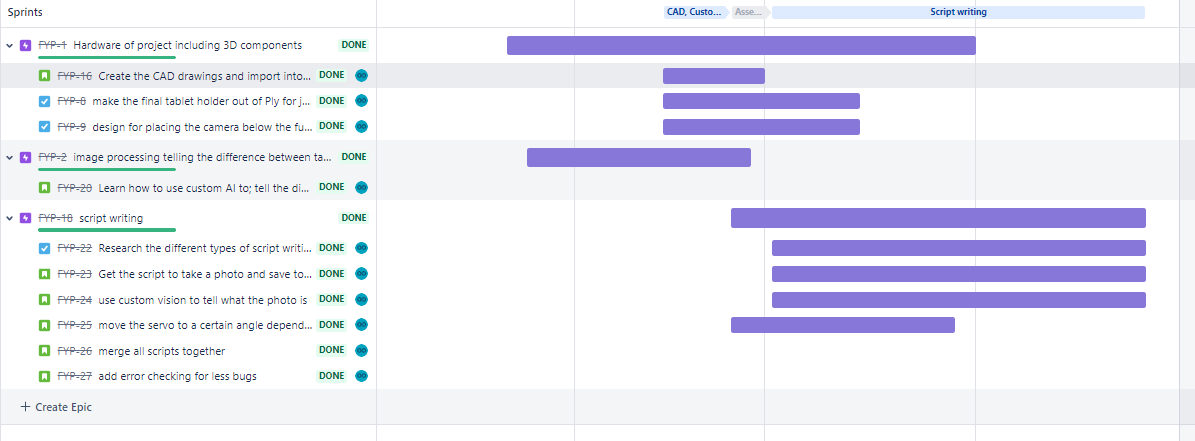 Sprints CAD, Custo... Asse... Script writing
FYP-1 Hardware of project including 3D components DONE
FYP-16 Create the CAD drawings and import into... DONE
FYP-8 make the final tablet holder out of Ply for j... DONE
FYP-9 design for placing the camera below the fu... DONE
FYP-2 image processing telling the difference between ta... DONE
FYP-20 Learn how to use custom AI to; tell the di... DONE
FYP-18 script writing DONE
FYP-22 Research the different types of script writi... DONE
FYP-23 Get the script to take a photo and save to... DONE
FYP-24 use custom vision to tell what the photo is DONE
FYP-25 move the servo to a certain angle depend... DONE
FYP-26 merge all scripts together DONE
FYP-27 add error checking for less bugs DONE
+ Create Epic